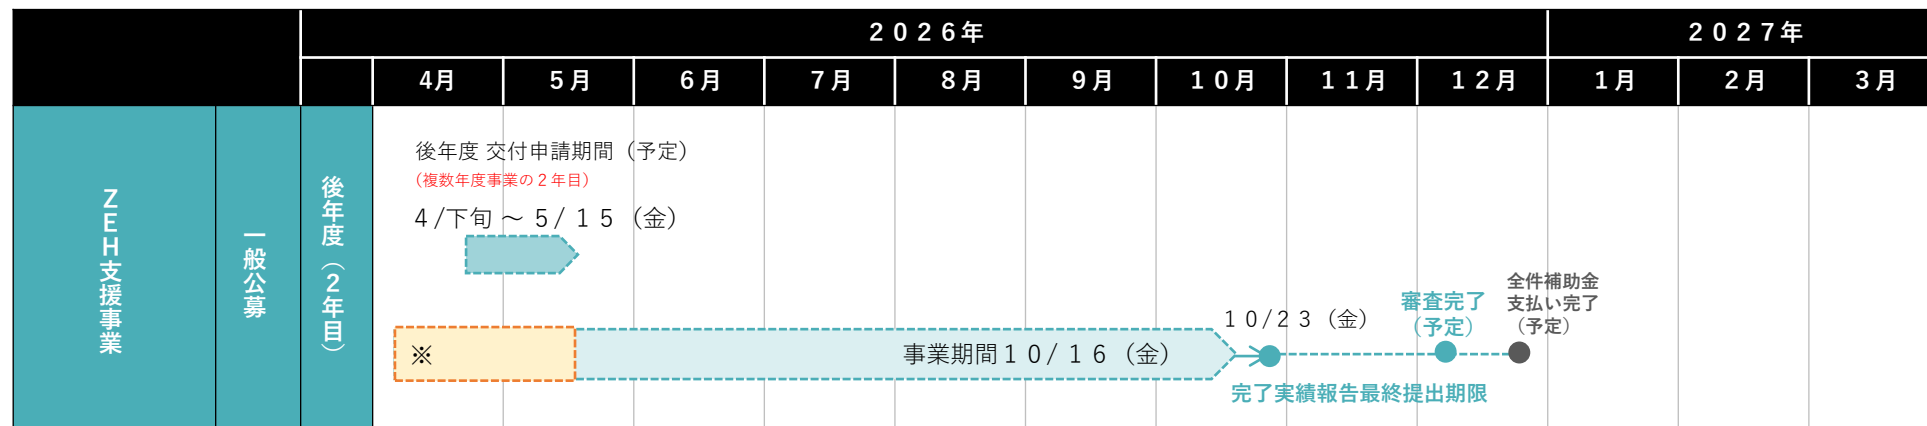 ２０２６年
２０２７年
4月
５月
６月
７月
８月
９月
１０月
１１月
１２月
１月
２月
３月
ＺＥＨ支援事業
一般公募
後年度（２年目）
後年度 交付申請期間（予定）
（複数年度事業の２年目）
４/下旬 ～ ５/ １５（金）
※
事業期間１０/ １６（金）
１０/２３（金）
完了実績報告最終提出期限
審査完了
（予定）
全件補助金
支払い完了
（予定）